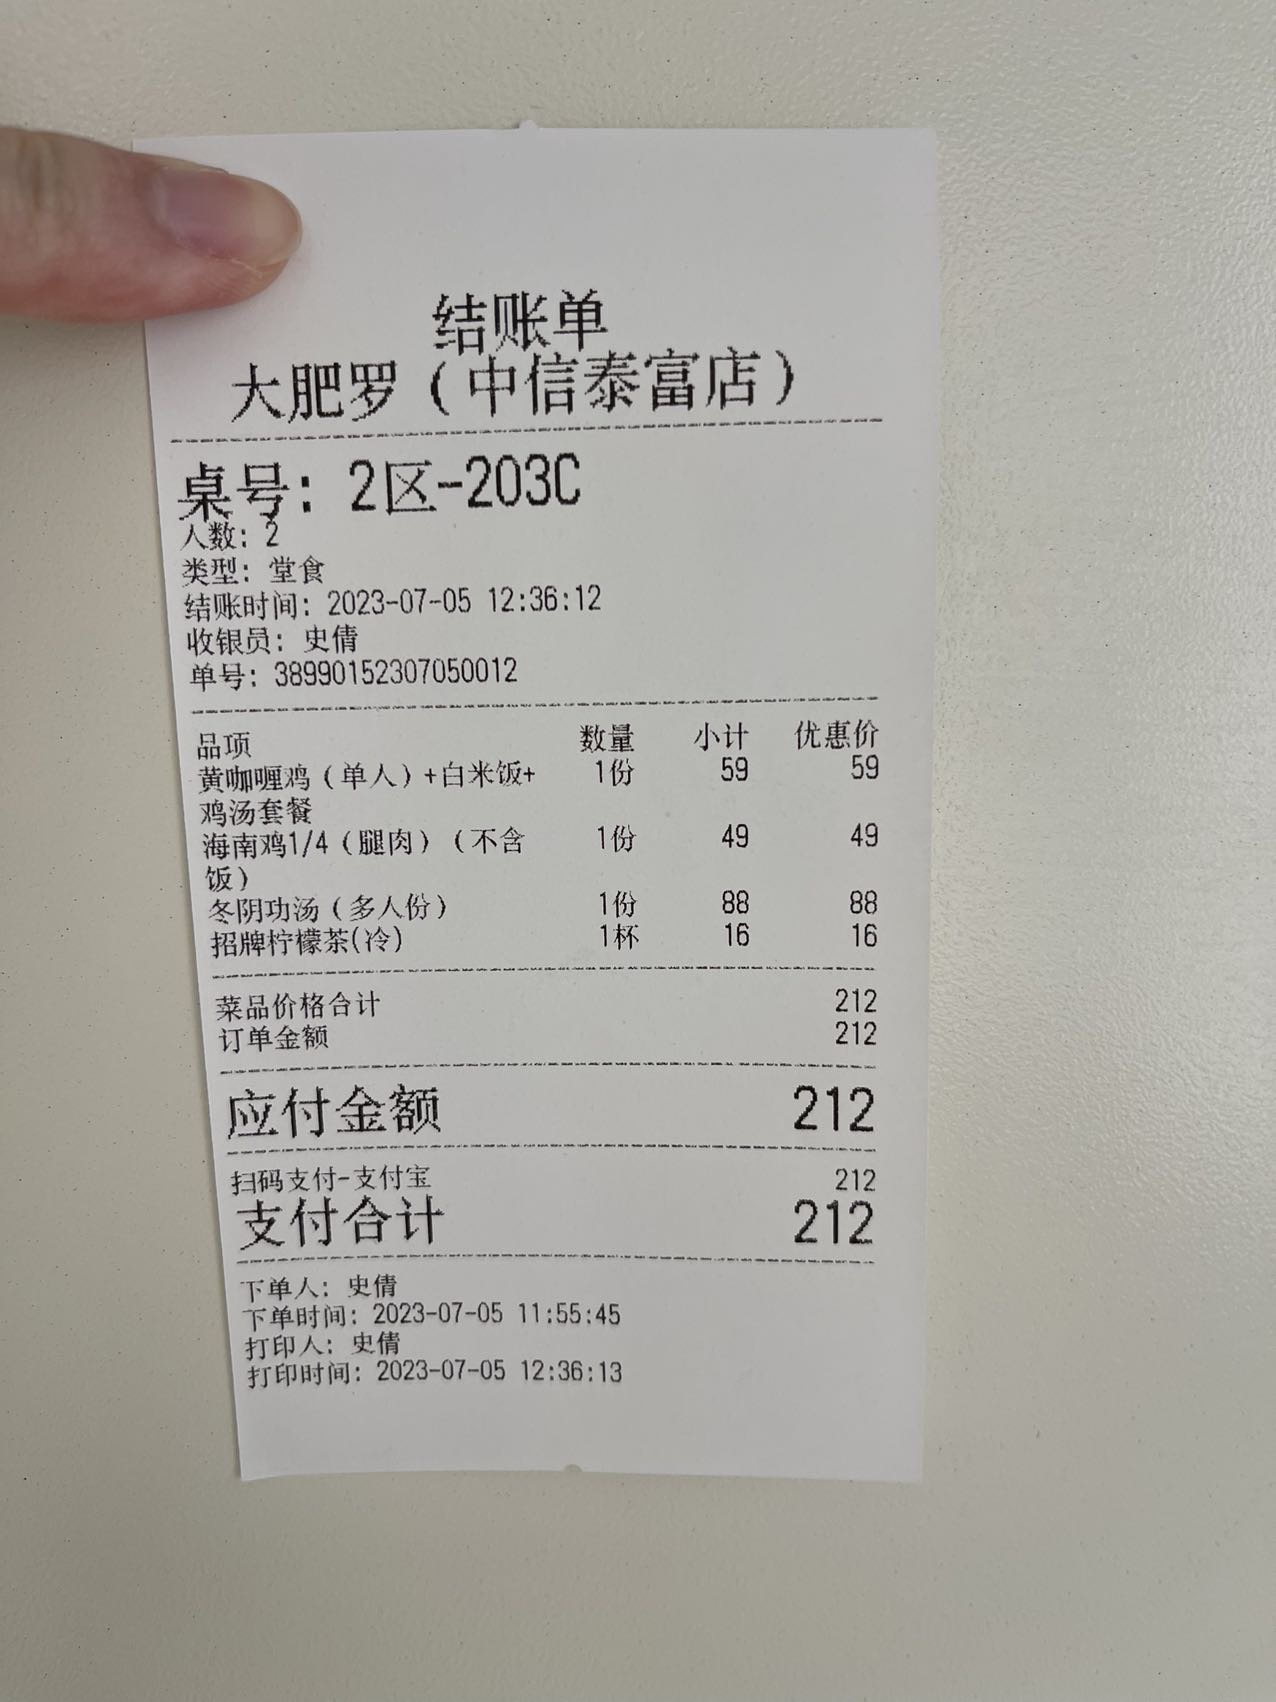 结账单
大肥罗（中信泰富店）
桌号：2区-203C
人数：2
类型：堂食
结账时间：2023-07-05 12:36:12
收银员：史倩
单号：38990152307050012
品项 数量 小计 优惠价
黄咖喱鸡（单人）+白米饭+ 1份 59 59
鸡汤套餐
海南鸡1/4（腿肉）（不含 1份 49 49
饭）
冬阴功汤（多人份） 1份 88 88
招牌柠檬茶(冷) 1杯 16 16
菜品价格合计 212
订单金额 212
应付金额 212
扫码支付-支付宝 212
支付合计 212
下单人：史倩
下单时间：2023-07-05 11:55:45
打印人：史倩
打印时间：2023-07-05 12:36:13